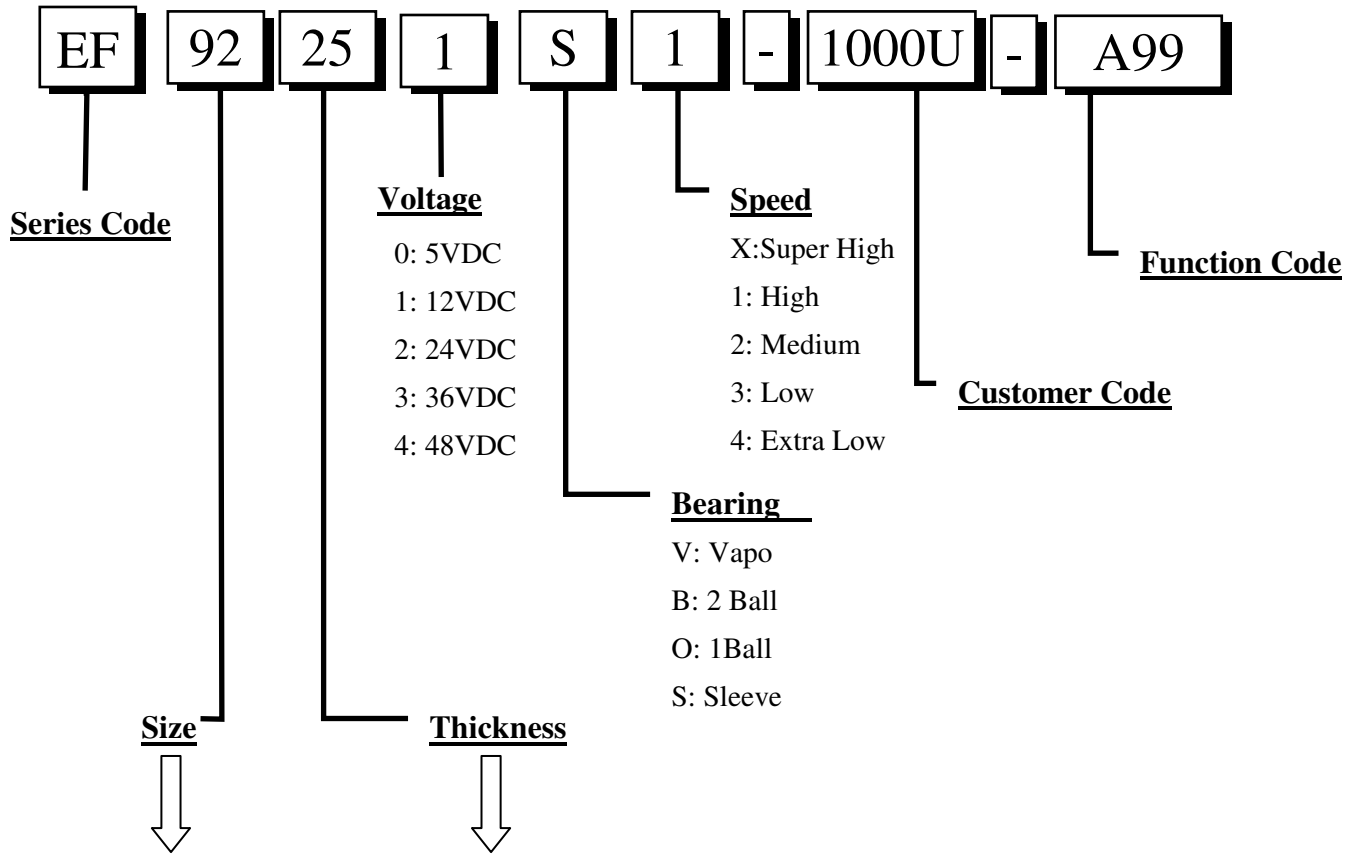 EF 92 25 1 S 1 - 1000U - A99
Series Code
Voltage
0: 5VDC
1: 12VDC
2: 24VDC
3: 36VDC
4: 48VDC
Speed
X:Super High
1: High
2: Medium
3: Low
4: Extra Low
Function Code
Customer Code
Bearing
V: Vapo
B: 2 Ball
O: 1Ball
S: Sleeve
Size
Thickness